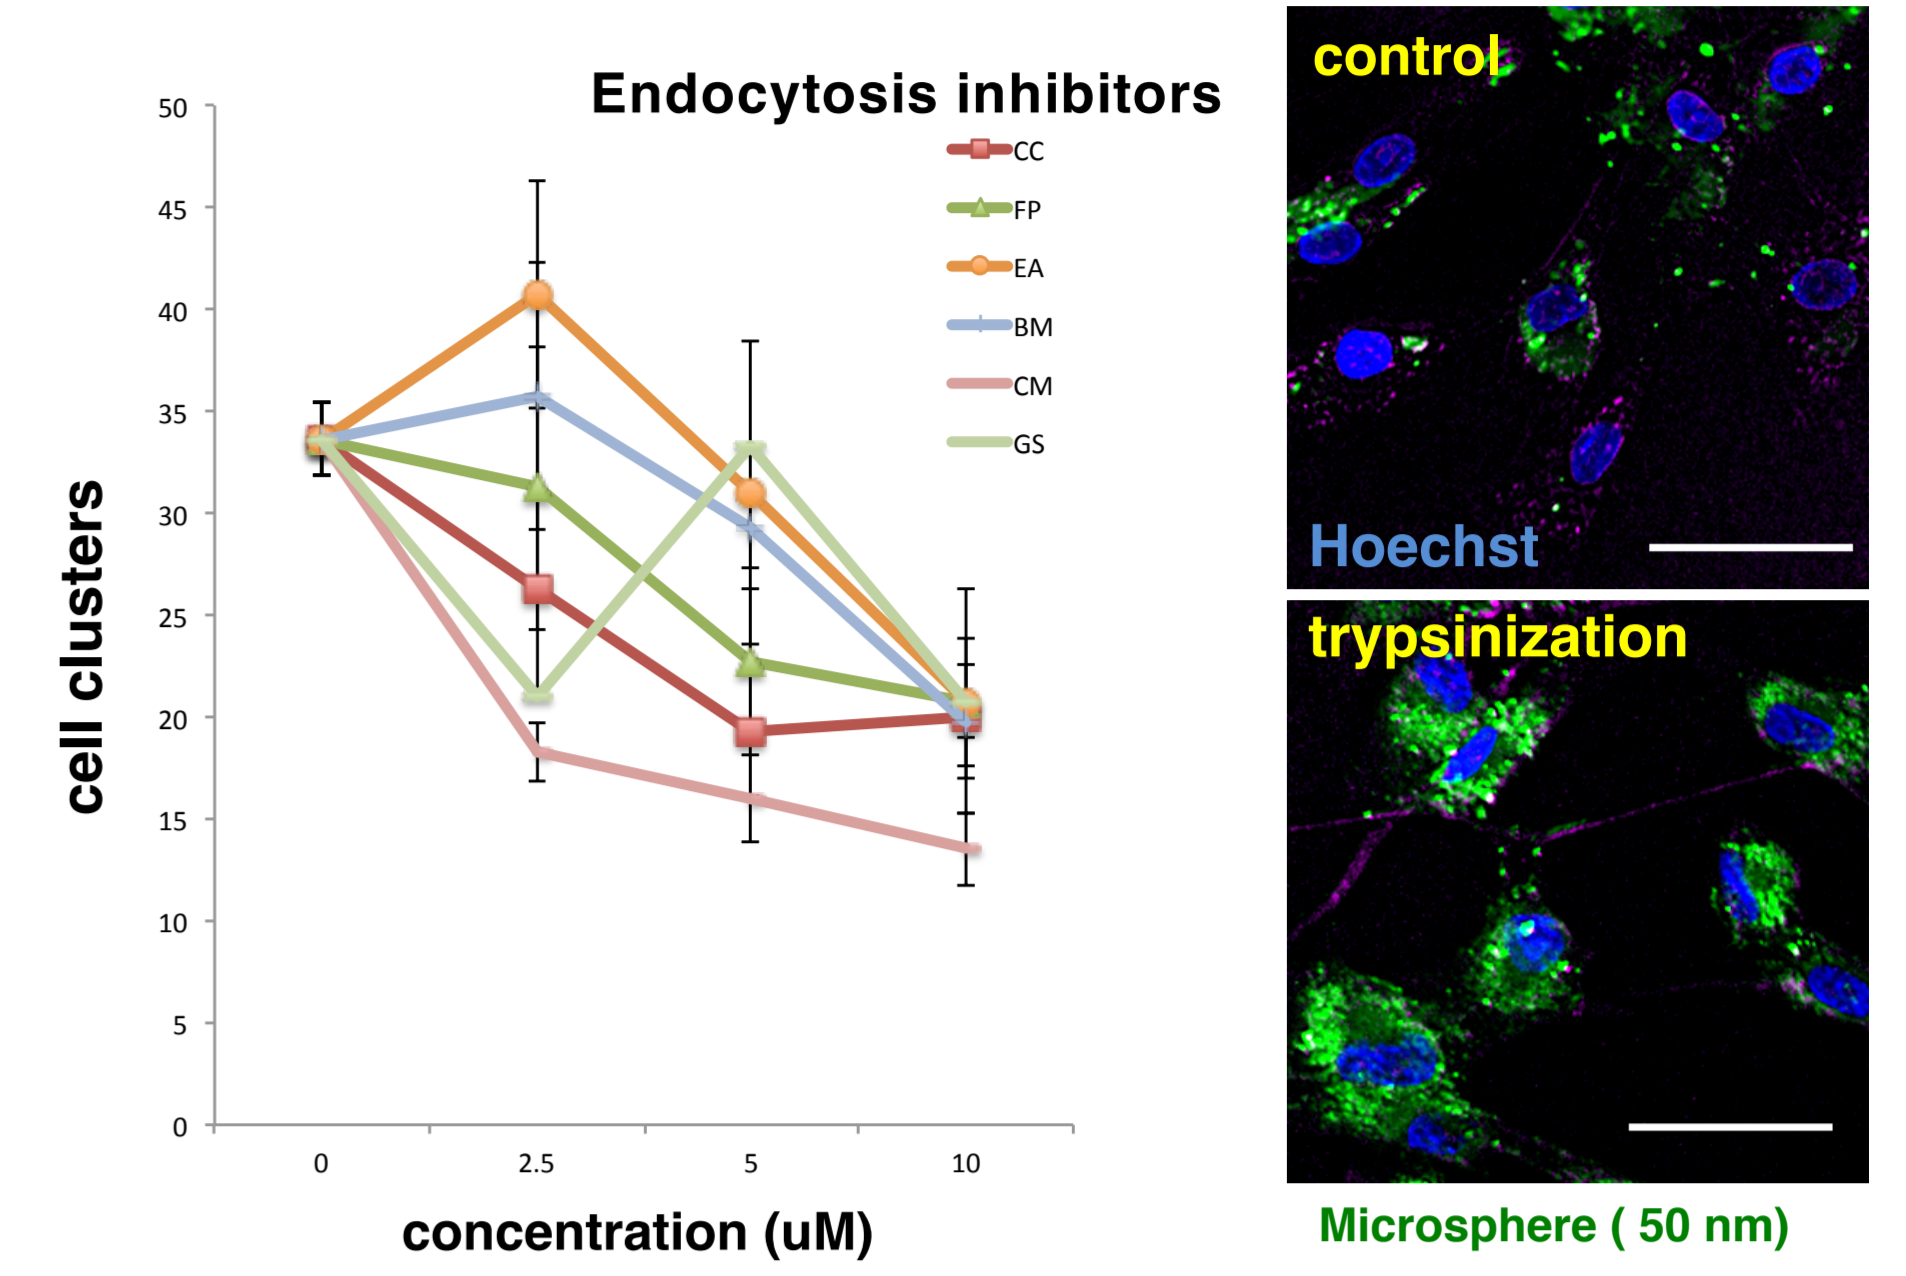 Endocytosis inhibitors
CC
FP
EA
BM
CM
GS
50
45
40
35
30
25
20
15
10
5
0
cell clusters
0 2.5 5 10
concentration (uM)
control
Hoechst
trypsinization
Microsphere ( 50 nm)